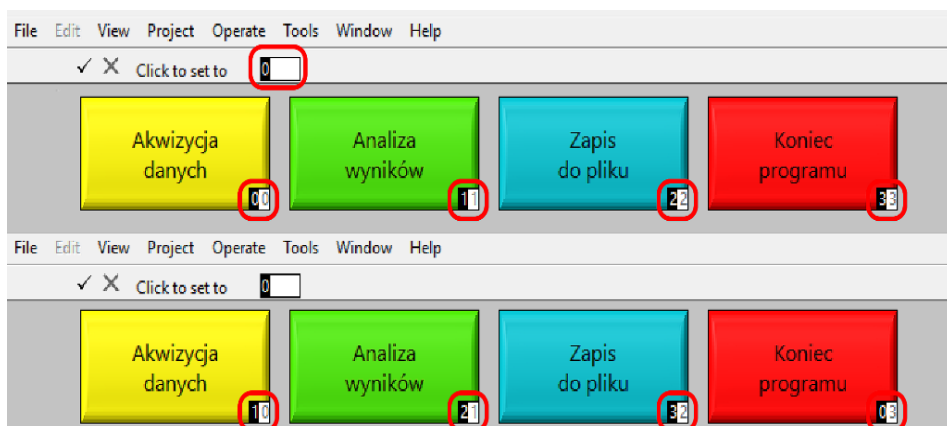 File Edit View Project Operate Tools Window Help
Click to set to 0
Akwizycja Analiza Zapis Koniec
danych wyników do pliku programu
00 11 22 33
File Edit View Project Operate Tools Window Help
Click to set to 0
Akwizycja Analiza Zapis Koniec
danych wyników do pliku programu
10 21 32 03